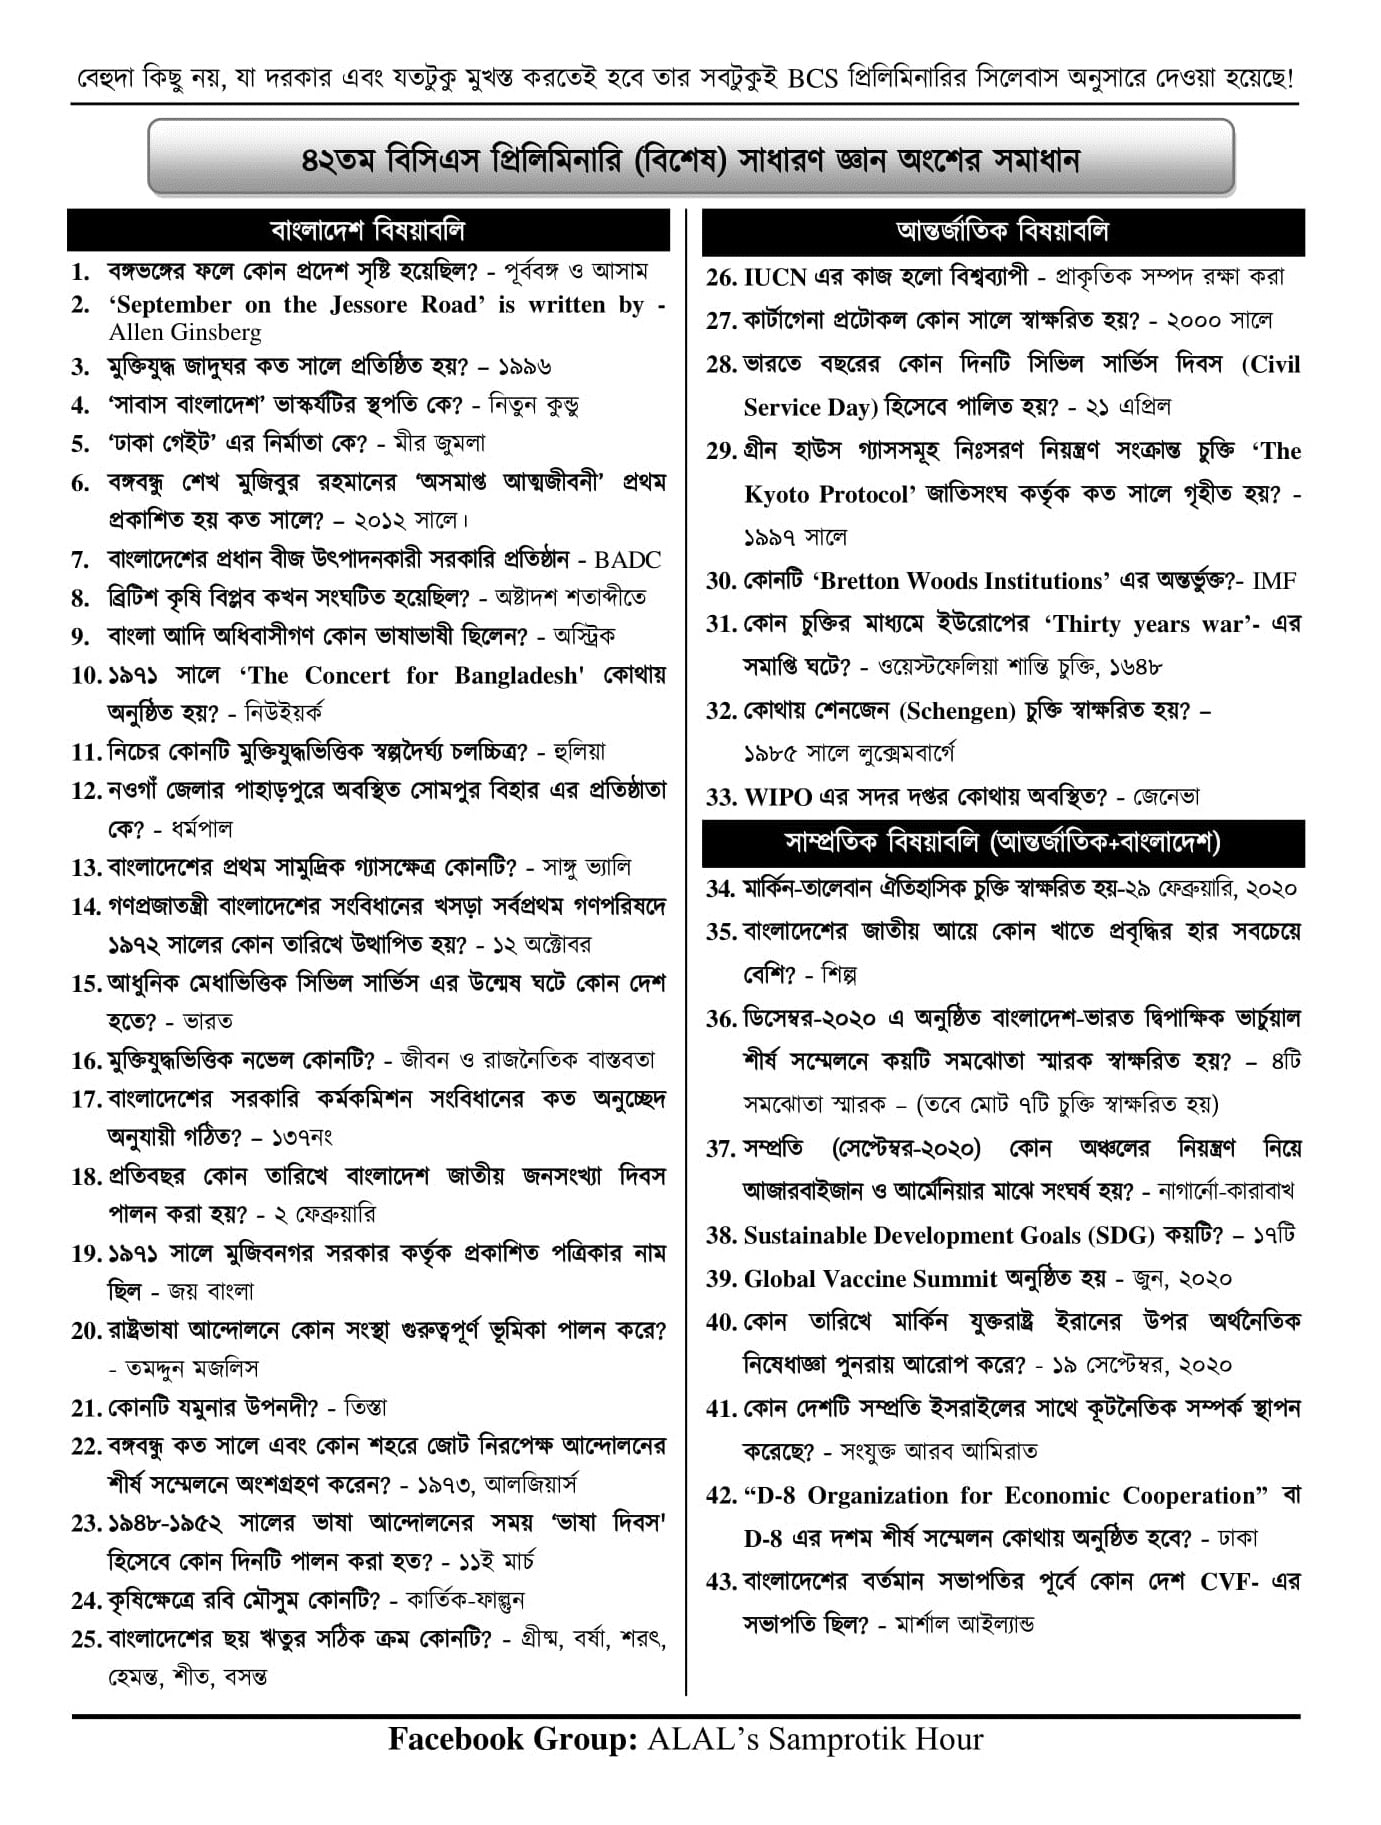 বেহুদা কিছু নয়, যা দরকার এবং যতটুকু মুখস্ত করতেই হবে তার সবটুকুই BCS প্রিলিমিনারির সিলেবাস অনুসারে দেওয়া হয়েছে!
৪২তম বিসিএস প্রিলিমিনারি (বিশেষ) সাধারণ জ্ঞান অংশের সমাধান
বাংলাদেশ বিষয়াবলি
1. বঙ্গভঙ্গের ফলে কোন প্রদেশ সৃষ্টি হয়েছিল? - পূর্ববঙ্গ ও আসাম
2. ‘September on the Jessore Road’ is written by -
Allen Ginsberg
3. মুক্তিযুদ্ধ জাদুঘর কত সালে প্রতিষ্ঠিত হয়? – ১৯৯৬
4. ‘সাবাস বাংলাদেশ’ ভাস্কর্যটির স্থপতি কে? - নিতুন কুন্ডু
5. ‘ঢাকা গেইট’ এর নির্মাতা কে? - মীর জুমলা
6. বঙ্গবন্ধু শেখ মুজিবুর রহমানের ‘অসমাপ্ত আত্মজীবনী’ প্রথম
প্রকাশিত হয় কত সালে? – ২০১২ সালে।
7. বাংলাদেশের প্রধান বীজ উৎপাদনকারী সরকারি প্রতিষ্ঠান - BADC
8. ব্রিটিশ কৃষি বিপ্লব কখন সংঘটিত হয়েছিল? - অষ্টাদশ শতাব্দীতে
9. বাংলা আদি অধিবাসীগণ কোন ভাষাভাষী ছিলেন? - অস্ট্রিক
10. ১৯৭১ সালে ‘The Concert for Bangladesh' কোথায়
অনুষ্ঠিত হয়? - নিউইয়র্ক
11. নিচের কোনটি মুক্তিযুদ্ধভিত্তিক স্বল্পদৈর্ঘ্য চলচ্চিত্র? - হুলিয়া
12. নওগাঁ জেলার পাহাড়পুরে অবস্থিত সোমপুর বিহার এর প্রতিষ্ঠাতা
কে? - ধর্মপাল
13. বাংলাদেশের প্রথম সামুদ্রিক গ্যাসক্ষেত্র কোনটি? - সাঙ্গু ভ্যালি
14. গণপ্রজাতন্ত্রী বাংলাদেশের সংবিধানের খসড়া সর্বপ্রথম গণপরিষদে
১৯৭২ সালের কোন তারিখে উত্থাপিত হয়? - ১২ অক্টোবর
15. আধুনিক মেধাভিত্তিক সিভিল সার্ভিস এর উন্মেষ ঘটে কোন দেশ
হতে? - ভারত
16. মুক্তিযুদ্ধভিত্তিক নভেল কোনটি? - জীবন ও রাজনৈতিক বাস্তবতা
17. বাংলাদেশের সরকারি কর্মকমিশন সংবিধানের কত অনুচ্ছেদ
অনুযায়ী গঠিত? – ১৩৭নং
18. প্রতিবছর কোন তারিখে বাংলাদেশ জাতীয় জনসংখ্যা দিবস
পালন করা হয়? - ২ ফেব্রুয়ারি
19. ১৯৭১ সালে মুজিবনগর সরকার কর্তৃক প্রকাশিত পত্রিকার নাম
ছিল - জয় বাংলা
20. রাষ্ট্রভাষা আন্দোলনে কোন সংস্থা গুরুত্বপূর্ণ ভূমিকা পালন করে?
- তমদ্দুন মজলিস
21. কোনটি যমুনার উপনদী? - তিস্তা
22. বঙ্গবন্ধু কত সালে এবং কোন শহরে জোট নিরপেক্ষ আন্দোলনের
শীর্ষ সম্মেলনে অংশগ্রহণ করেন? - ১৯৭৩, আলজিয়ার্স
23. ১৯৪৮-১৯৫২ সালের ভাষা আন্দোলনের সময় ‘ভাষা দিবস'
হিসেবে কোন দিনটি পালন করা হত? - ১১ই মার্চ
24. কৃষিক্ষেত্রে রবি মৌসুম কোনটি? - কার্তিক-ফাল্গুন
25. বাংলাদেশের ছয় ঋতুর সঠিক ক্রম কোনটি? - গ্রীষ্ম, বর্ষা, শরৎ,
হেমন্ত, শীত, বসন্ত
আন্তর্জাতিক বিষয়াবলি
26. IUCN এর কাজ হলো বিশ্বব্যাপী - প্রাকৃতিক সম্পদ রক্ষা করা
27. কার্টাগেনা প্রটোকল কোন সালে স্বাক্ষরিত হয়? - ২০০০ সালে
28. ভারতে বছরের কোন দিনটি সিভিল সার্ভিস দিবস (Civil
Service Day) হিসেবে পালিত হয়? - ২১ এপ্রিল
29. গ্রীন হাউস গ্যাসসমূহ নিঃসরণ নিয়ন্ত্রণ সংক্রান্ত চুক্তি ‘The
Kyoto Protocol’ জাতিসংঘ কর্তৃক কত সালে গৃহীত হয়? -
১৯৯৭ সালে
30. কোনটি ‘Bretton Woods Institutions’ এর অন্তর্ভুক্ত?- IMF
31. কোন চুক্তির মাধ্যমে ইউরোপের ‘Thirty years war’- এর
সমাপ্তি ঘটে? - ওয়েস্টফেলিয়া শান্তি চুক্তি, ১৬৪৮
32. কোথায় শেনজেন (Schengen) চুক্তি স্বাক্ষরিত হয়? –
১৯৮৫ সালে লুক্সেমবার্গে
33. WIPO এর সদর দপ্তর কোথায় অবস্থিত? - জেনেভা
সাম্প্রতিক বিষয়াবলি (আন্তর্জাতিক+বাংলাদেশ)
34. মার্কিন-তালেবান ঐতিহাসিক চুক্তি স্বাক্ষরিত হয়-২৯ ফেব্রুয়ারি, ২০২০
35. বাংলাদেশের জাতীয় আয়ে কোন খাতে প্রবৃদ্ধির হার সবচেয়ে
বেশি? - শিল্প
36. ডিসেম্বর-২০২০ এ অনুষ্ঠিত বাংলাদেশ-ভারত দ্বিপাক্ষিক ভার্চুয়াল
শীর্ষ সম্মেলনে কয়টি সমঝোতা স্মারক স্বাক্ষরিত হয়? – ৪টি
সমঝোতা স্মারক – (তবে মোট ৭টি চুক্তি স্বাক্ষরিত হয়)
37. সম্প্রতি (সেপ্টেম্বর-২০২০) কোন অঞ্চলের নিয়ন্ত্রণ নিয়ে
আজারবাইজান ও আর্মেনিয়ার মাঝে সংঘর্ষ হয়? - নাগার্নো-কারাবাখ
38. Sustainable Development Goals (SDG) কয়টি? – ১৭টি
39. Global Vaccine Summit অনুষ্ঠিত হয় - জুন, ২০২০
40. কোন তারিখে মার্কিন যুক্তরাষ্ট্র ইরানের উপর অর্থনৈতিক
নিষেধাজ্ঞা পুনরায় আরোপ করে? - ১৯ সেপ্টেম্বর, ২০২০
41. কোন দেশটি সম্প্রতি ইসরাইলের সাথে কূটনৈতিক সম্পর্ক স্থাপন
করেছে? - সংযুক্ত আরব আমিরাত
42. “D-8 Organization for Economic Cooperation” বা
D-8 এর দশম শীর্ষ সম্মেলন কোথায় অনুষ্ঠিত হবে? - ঢাকা
43. বাংলাদেশের বর্তমান সভাপতির পূর্বে কোন দেশ CVF- এর
সভাপতি ছিল? - মার্শাল আইল্যান্ড
Facebook Group: ALAL’s Samprotik Hour